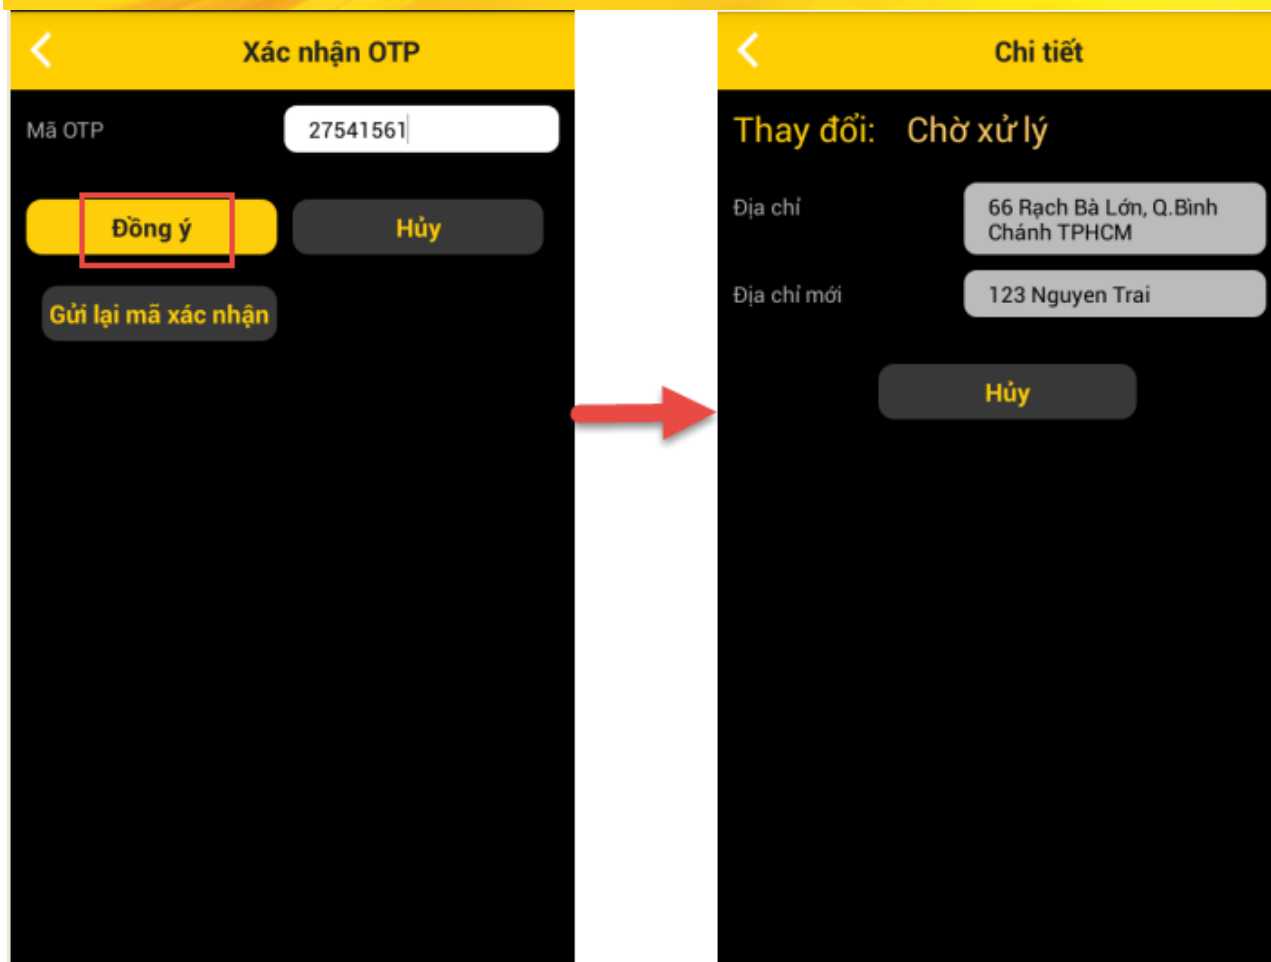 Xác nhận OTP
Mã OTP
27541561
Đồng ý
Hủy
Gửi lại mã xác nhận
Chi tiết
Thay đổi: Chờ xử lý
Địa chỉ
66 Rạch Bà Lớn, Q.Bình
Chánh TPHCM
Địa chỉ mới
123 Nguyen Trai
Hủy